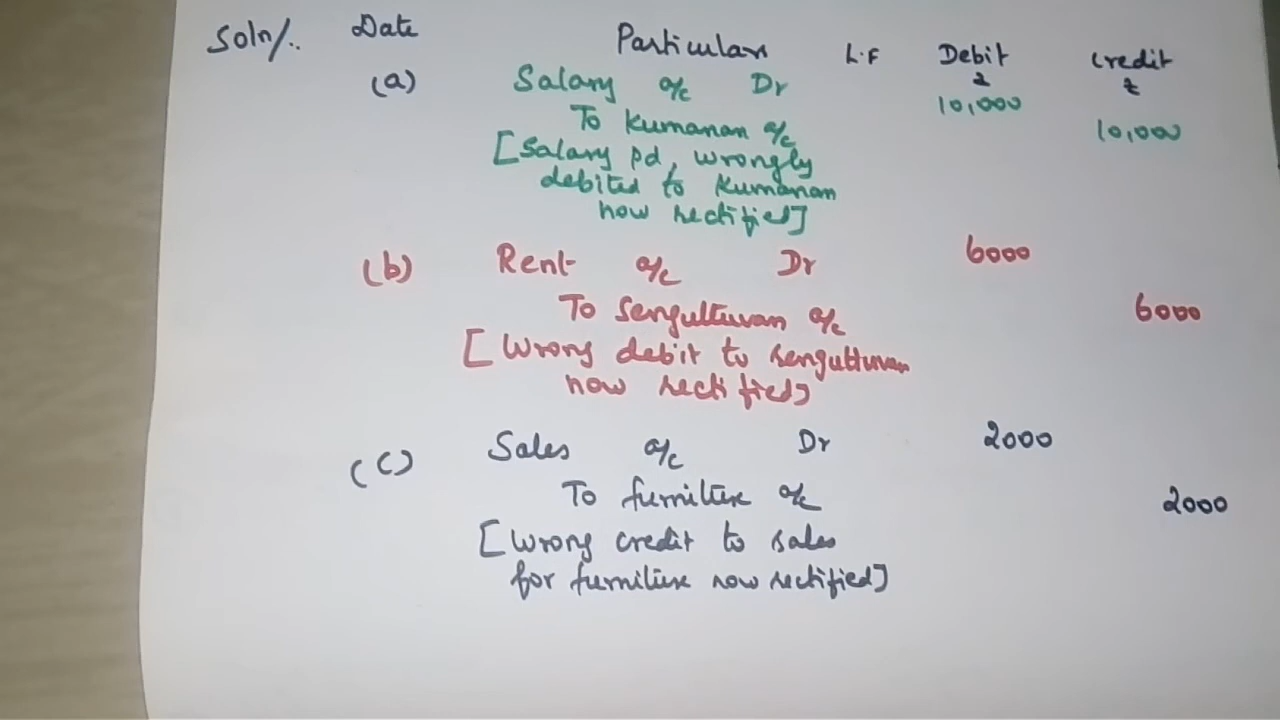 Soln/. Date Particulars L.F Debit Credit
₹ ₹
(a) Salary a/c Dr 10,000
To Kumanan a/c 10,000
[Salary pd, wrongly
debited to Kumanan
now rectified]
(b) Rent a/c Dr 6000
To Senguttuvan a/c 6000
[Wrong debit to senguttuvan
now rectified]
(c) Sales a/c Dr 2000
To furniture a/c 2000
[Wrong credit to sales
for furniture now rectified]